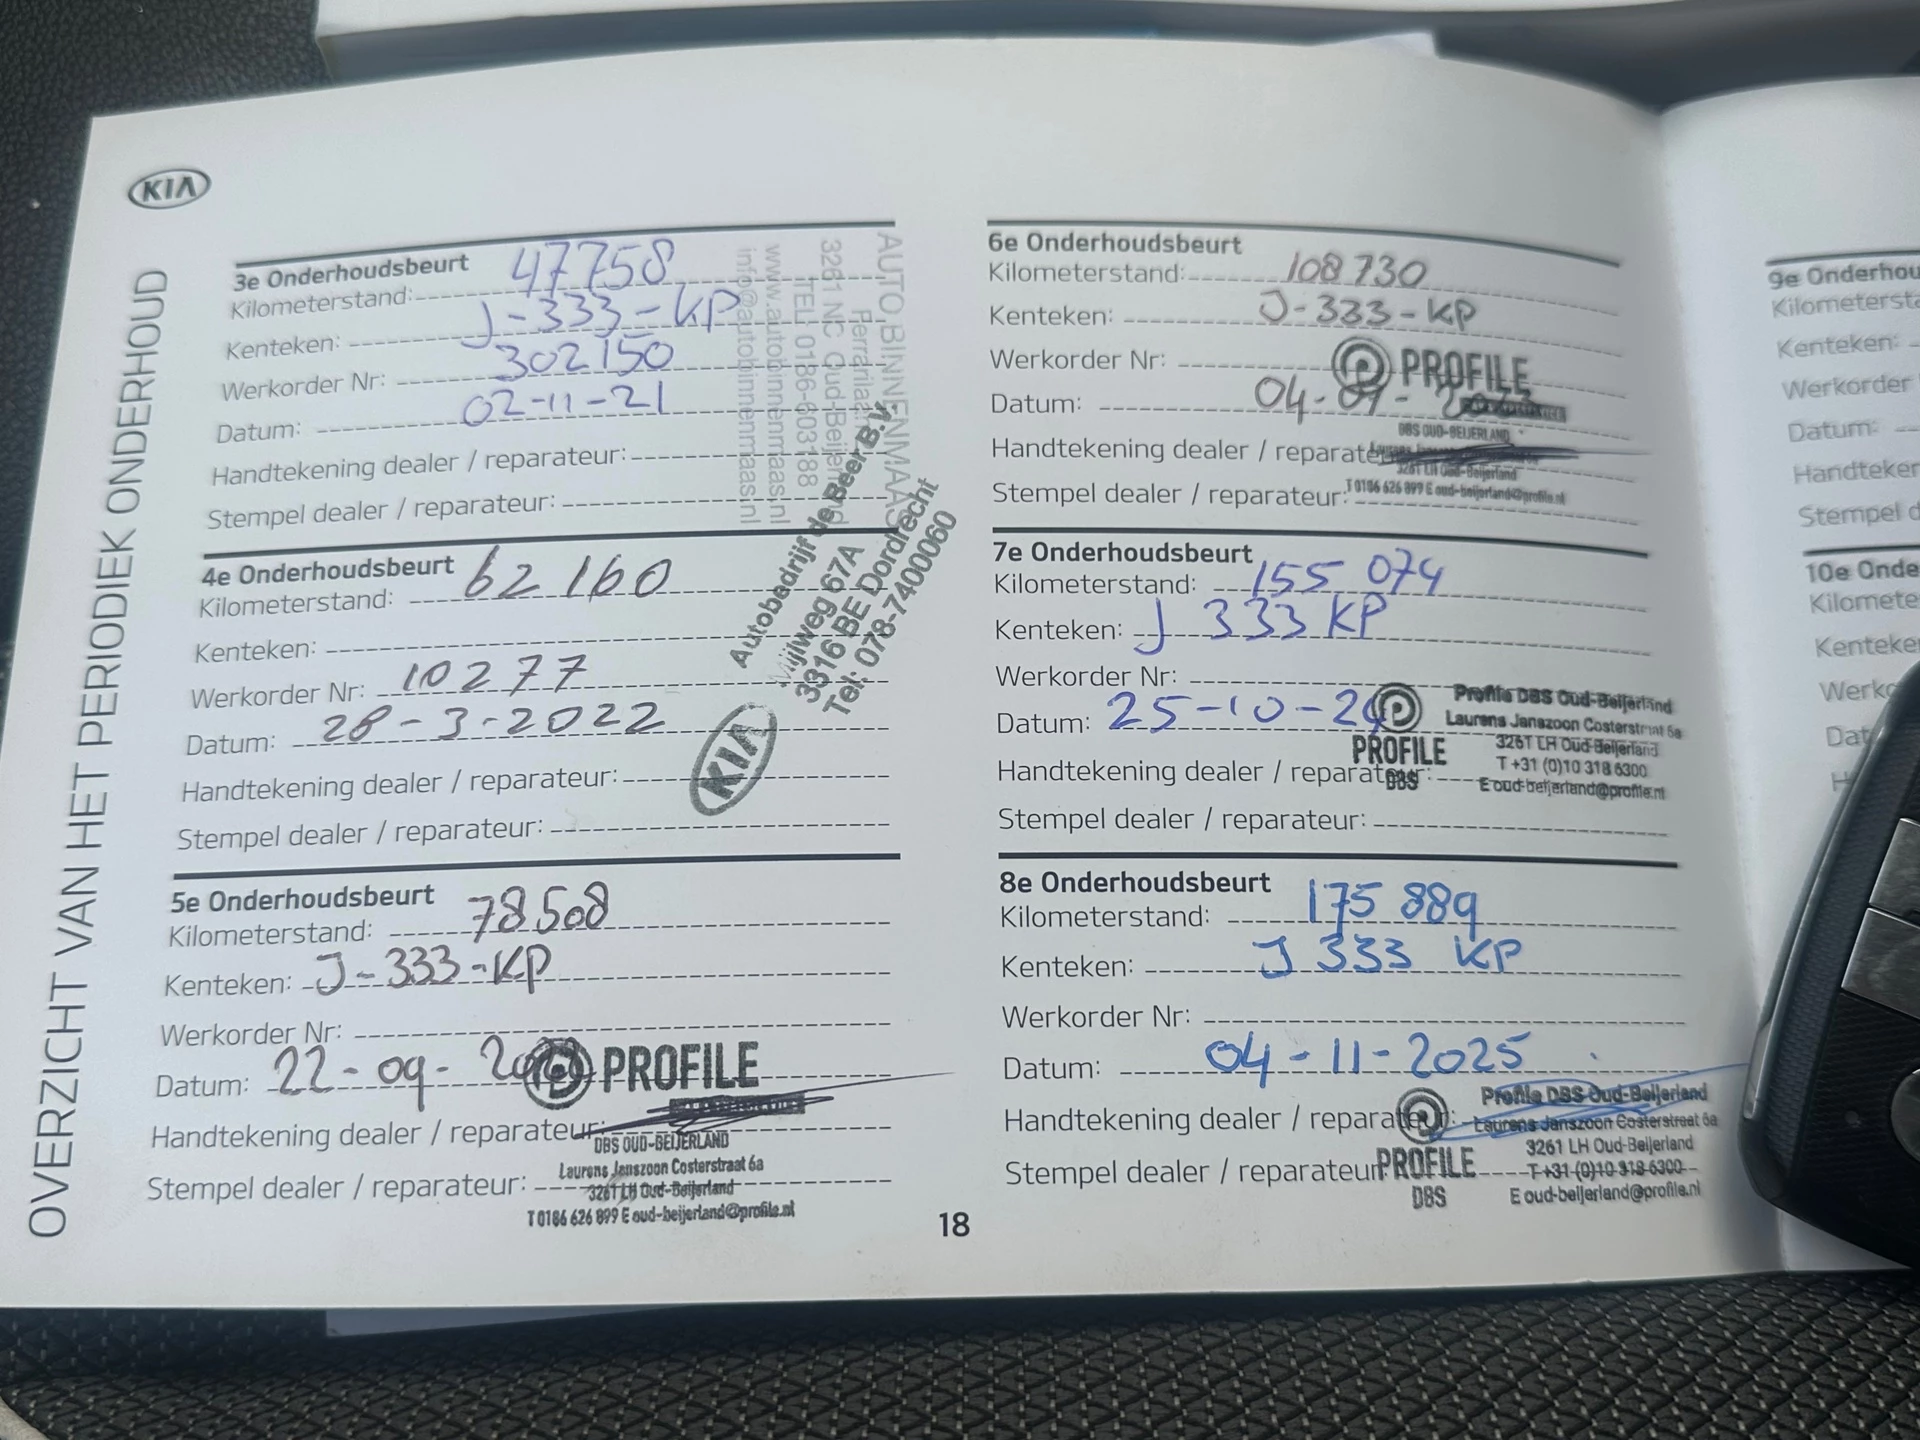 KIA
OVERZICHT VAN HET PERIODIEK ONDERHOUD
3e Onderhoudsbeurt
Kilometerstand: 47758
Kenteken: J-333-KP
Werkorder Nr: 302150
Datum: 02-11-21
Handtekening dealer / reparateur:
Stempel dealer / reparateur:
AUTO BINNENMAAS
3261 NC Oud-Beijerland
TEL: 0186-603188
www.autobinnenmaas.nl
info@autobinnenmaas.nl
4e Onderhoudsbeurt
Kilometerstand: 62160
Kenteken:
Werkorder Nr: 10277
Datum: 28-3-2022
Handtekening dealer / reparateur:
Stempel dealer / reparateur:
Autobedrijf de Beer B.V.
Mijlweg 67A
3316 BE Dordrecht
Tel: 078-7400060
KIA
5e Onderhoudsbeurt
Kilometerstand: 78508
Kenteken: J-333-KP
Werkorder Nr:
Datum: 22-09-
PROFILE
Handtekening dealer / reparateur:
Stempel dealer / reparateur:
DBS OUD-BEIJERLAND
Laurens Janszoon Costerstraat 6a
3261 LH Oud-Beijerland
T 0186 626 899 E oud-beijerland@profile.nl
6e Onderhoudsbeurt
Kilometerstand: 108730
Kenteken: J-333-KP
Werkorder Nr:
PROFILE
Datum: 04-09-
DBS OUD-BEIJERLAND
Handtekening dealer / reparateur:
3261 LH Oud-Beijerland
Stempel dealer / reparateur:
T 0186 626 899 E oud-beijerland@profile.nl
7e Onderhoudsbeurt
Kilometerstand: 155 074
Kenteken: J 333 KP
Werkorder Nr:
Datum: 25-10-24
Handtekening dealer / reparateur:
Stempel dealer / reparateur:
PROFILE
DBS
Profile DBS Oud-Beijerland
Laurens Janszoon Costerstraat 6a
3261 LH Oud-Beijerland
T +31 (0)10 318 6300
E oud-beijerland@profile.nl
8e Onderhoudsbeurt
Kilometerstand: 175 889
Kenteken: J 333 KP
Werkorder Nr:
Datum: 04-11-2025
Handtekening dealer / reparateur:
Stempel dealer / reparateur:
PROFILE
DBS
Profile DBS Oud-Beijerland
Laurens Janszoon Costerstraat 6a
3261 LH Oud-Beijerland
T +31 (0)10 318 6300
E oud-beijerland@profile.nl
18
9e Onderhou
Kilometersta
Kenteken:
Werkorder
Datum:
Handteken
Stempel d
10e Onde
Kilomete
Kenteke
Werko
Dat
H